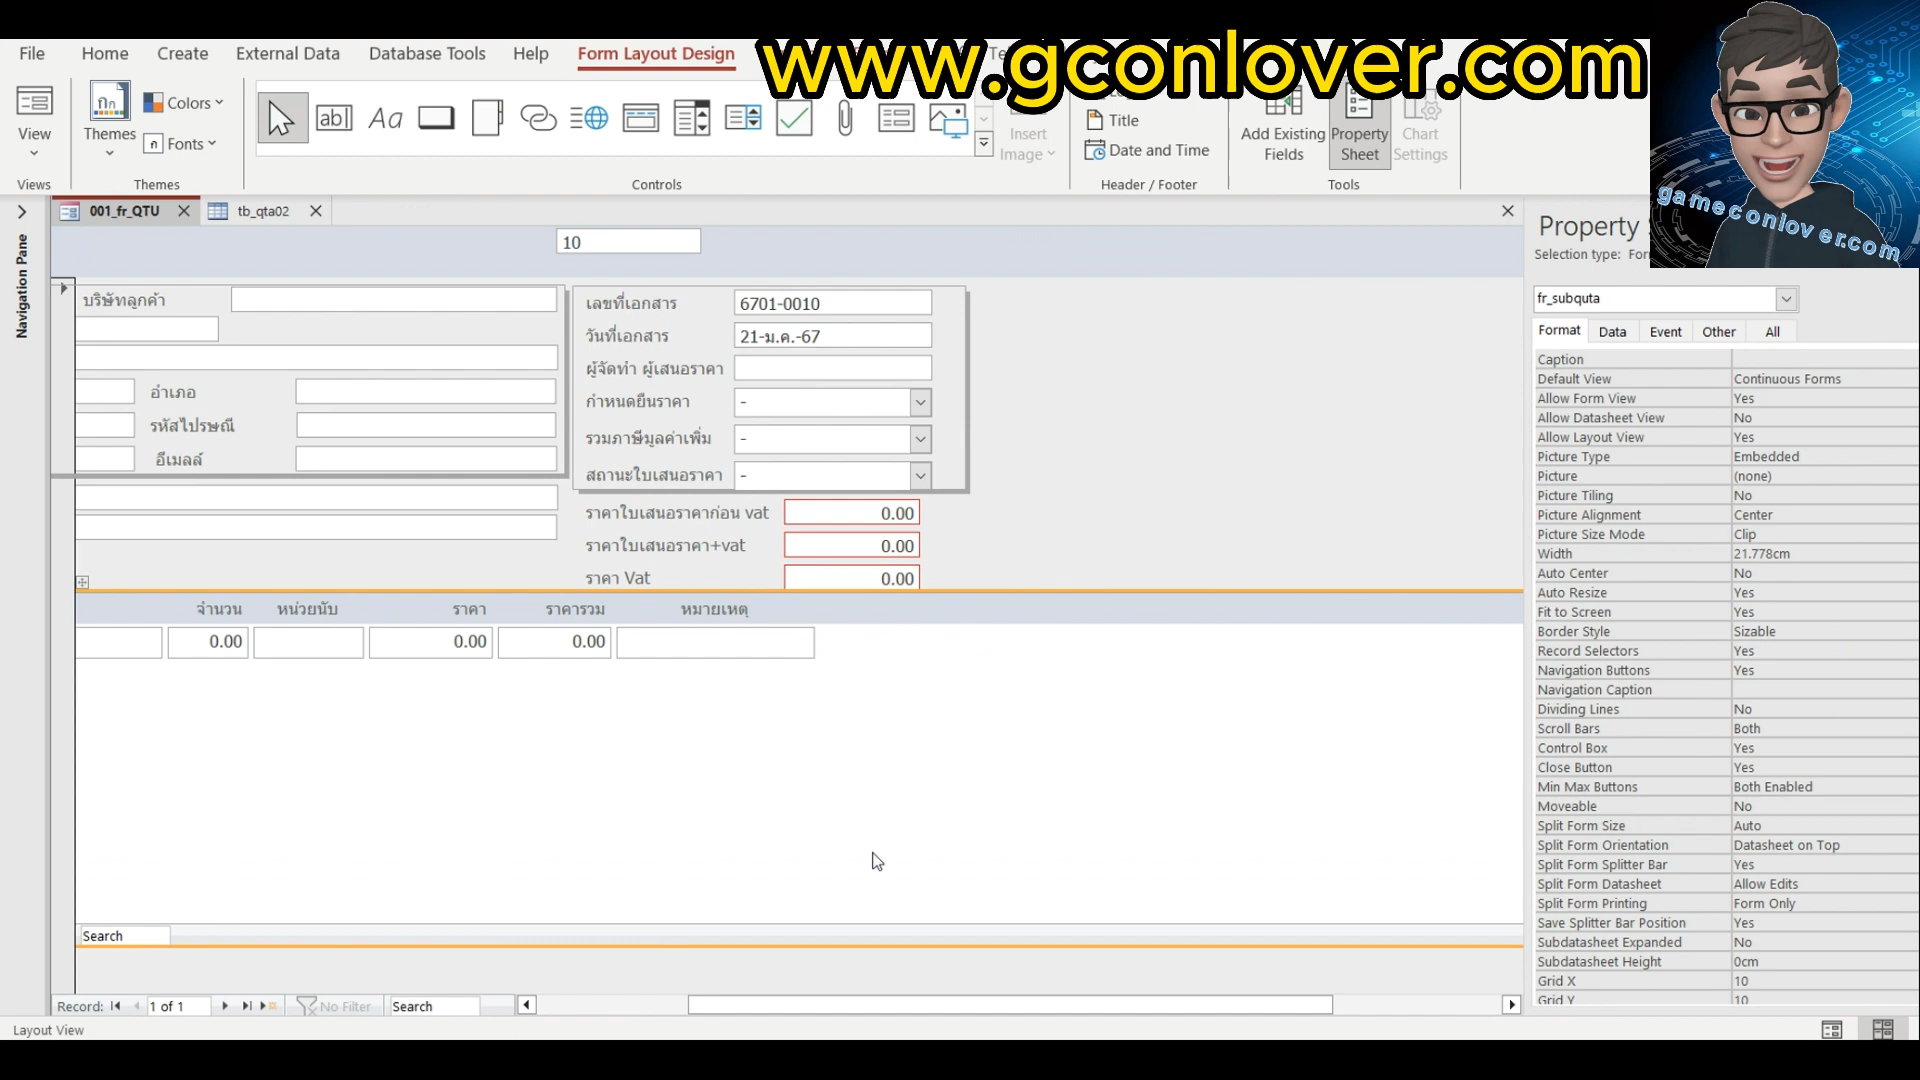 www.gconlover.com
File Home Create External Data Database Tools Help Form Layout Design
View
Views
Themes
Colors
Fonts
Themes
Aa
Controls
Insert
Image
Title
Date and Time
Header / Footer
Add Existing
Fields
Property
Sheet
Chart
Settings
Tools
gameconlover.com
Navigation Pane
001_fr_QTU
tb_qta02
10
บริษัทลูกค้า
อำเภอ
รหัสไปรษณี
อีเมลล์
เลขที่เอกสาร 6701-0010
วันที่เอกสาร 21-ม.ค.-67
ผู้จัดทำ ผู้เสนอราคา
กำหนดยืนราคา -
รวมภาษีมูลค่าเพิ่ม -
สถานะใบเสนอราคา -
ราคาใบเสนอราคาก่อน vat 0.00
ราคาใบเสนอราคา+vat 0.00
ราคา Vat 0.00
จำนวน หน่วยนับ ราคา ราคารวม หมายเหตุ
0.00 0.00 0.00
Search
Record: 1 of 1 No Filter Search
Layout View
Property
Selection type:
fr_subquta
Format Data Event Other All
Caption
Default View Continuous Forms
Allow Form View Yes
Allow Datasheet View No
Allow Layout View Yes
Picture Type Embedded
Picture (none)
Picture Tiling No
Picture Alignment Center
Picture Size Mode Clip
Width 21.778cm
Auto Center No
Auto Resize Yes
Fit to Screen Yes
Border Style Sizable
Record Selectors Yes
Navigation Buttons Yes
Navigation Caption
Dividing Lines No
Scroll Bars Both
Control Box Yes
Close Button Yes
Min Max Buttons Both Enabled
Moveable No
Split Form Size Auto
Split Form Orientation Datasheet on Top
Split Form Splitter Bar Yes
Split Form Datasheet Allow Edits
Split Form Printing Form Only
Save Splitter Bar Position Yes
Subdatasheet Expanded No
Subdatasheet Height 0cm
Grid X 10
Grid Y 10